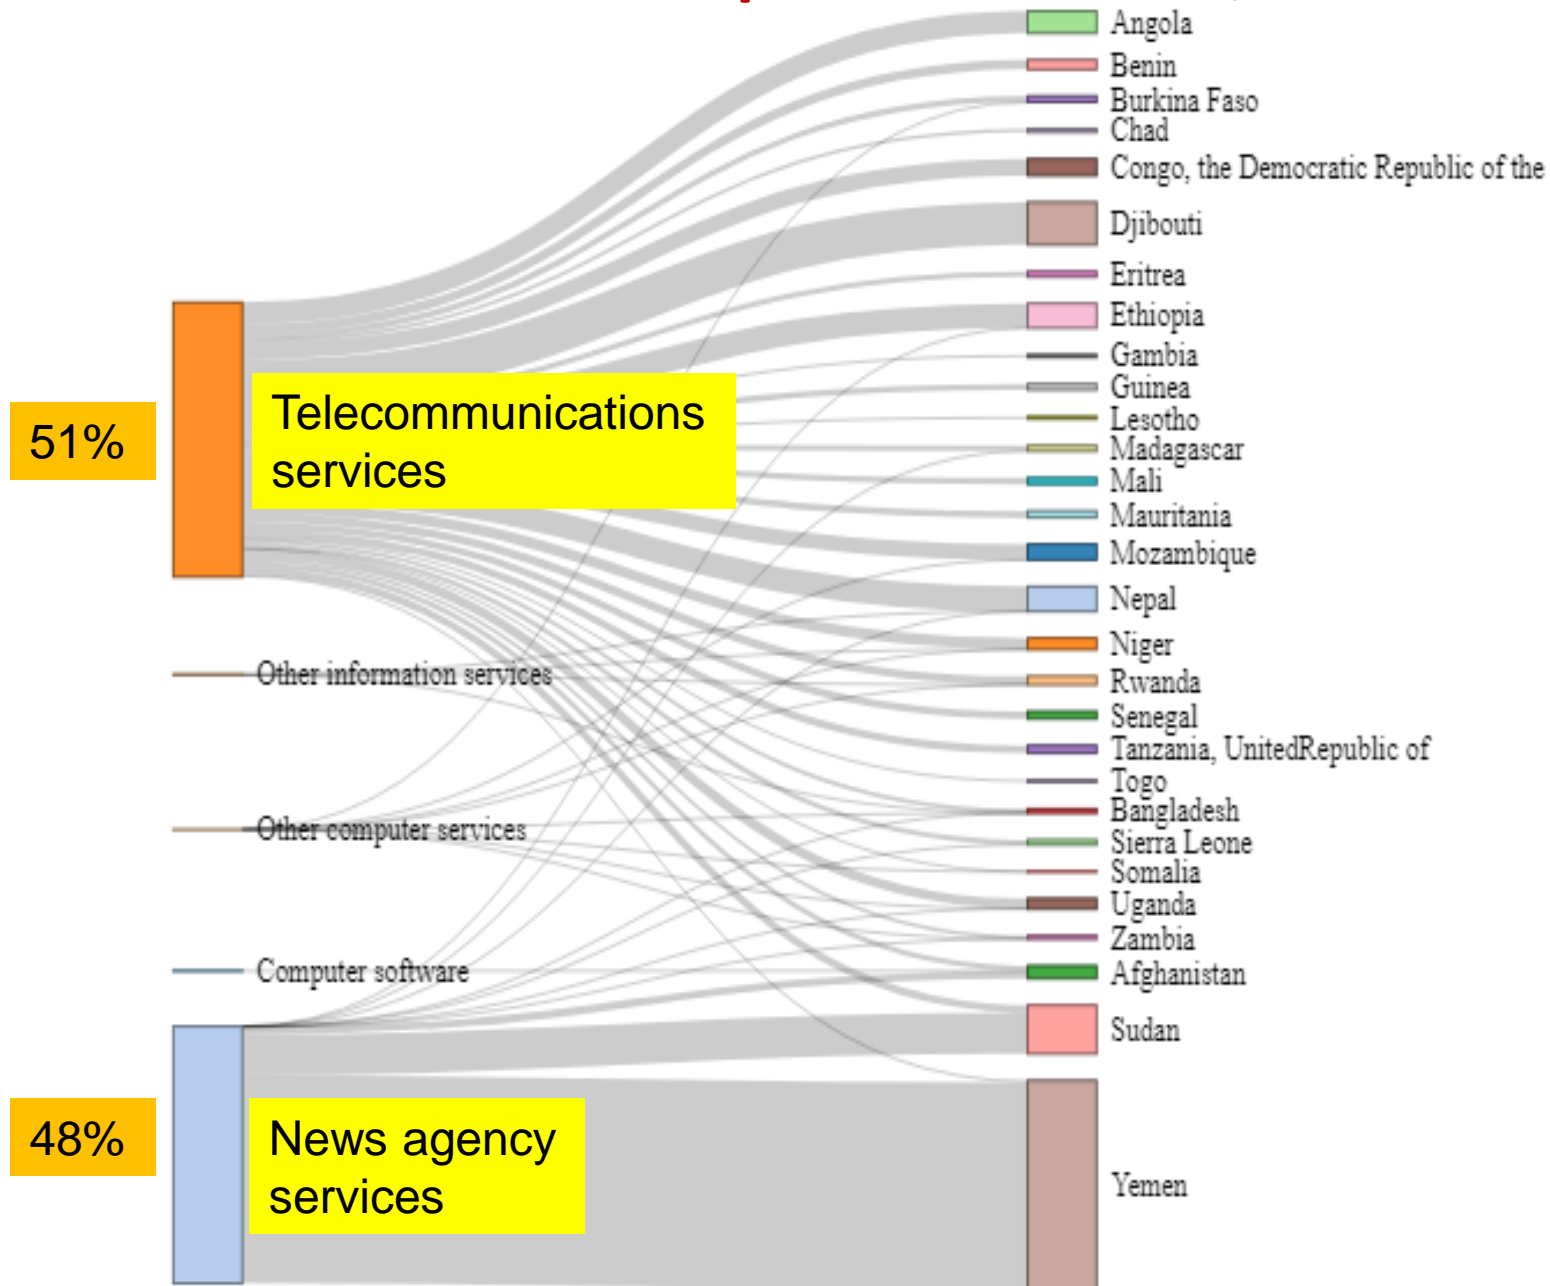 Angola
Benin
Burkina Faso
Chad
Congo, the Democratic Republic of the
Djibouti
Eritrea
Ethiopia
Gambia
Guinea
Lesotho
Madagascar
Mali
Mauritania
Mozambique
Nepal
Niger
Rwanda
Senegal
Tanzania, UnitedRepublic of
Togo
Bangladesh
Sierra Leone
Somalia
Uganda
Zambia
Afghanistan
Sudan
Yemen
51%
Telecommunications
services
Other information services
Other computer services
Computer software
48%
News agency
services